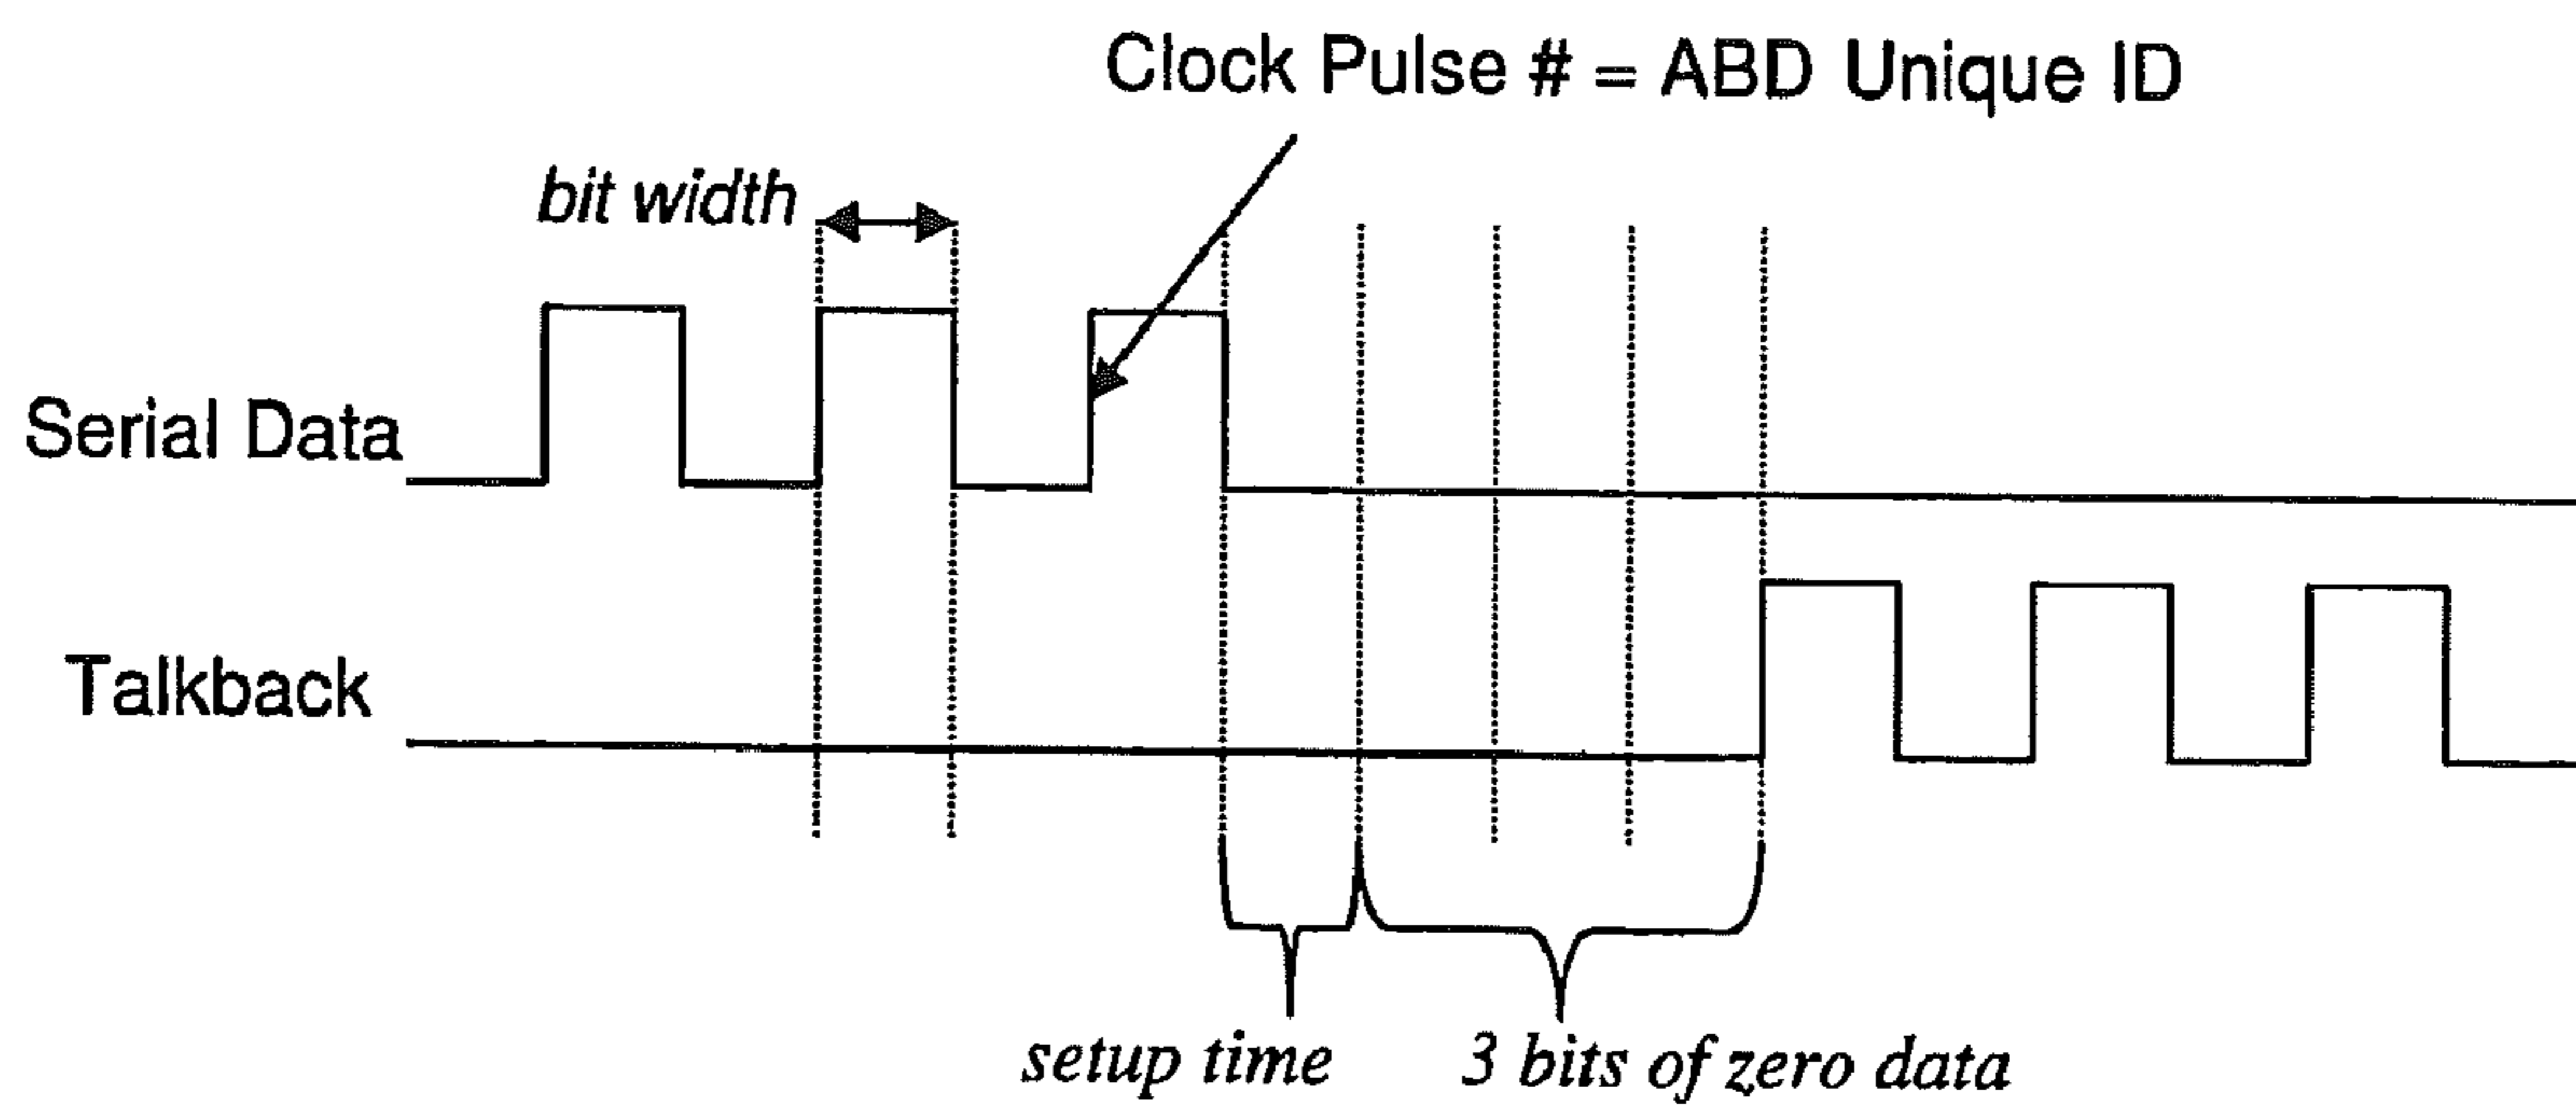 Clock Pulse # = ABD Unique ID
bit width
Serial Data
Talkback
setup time
3 bits of zero data